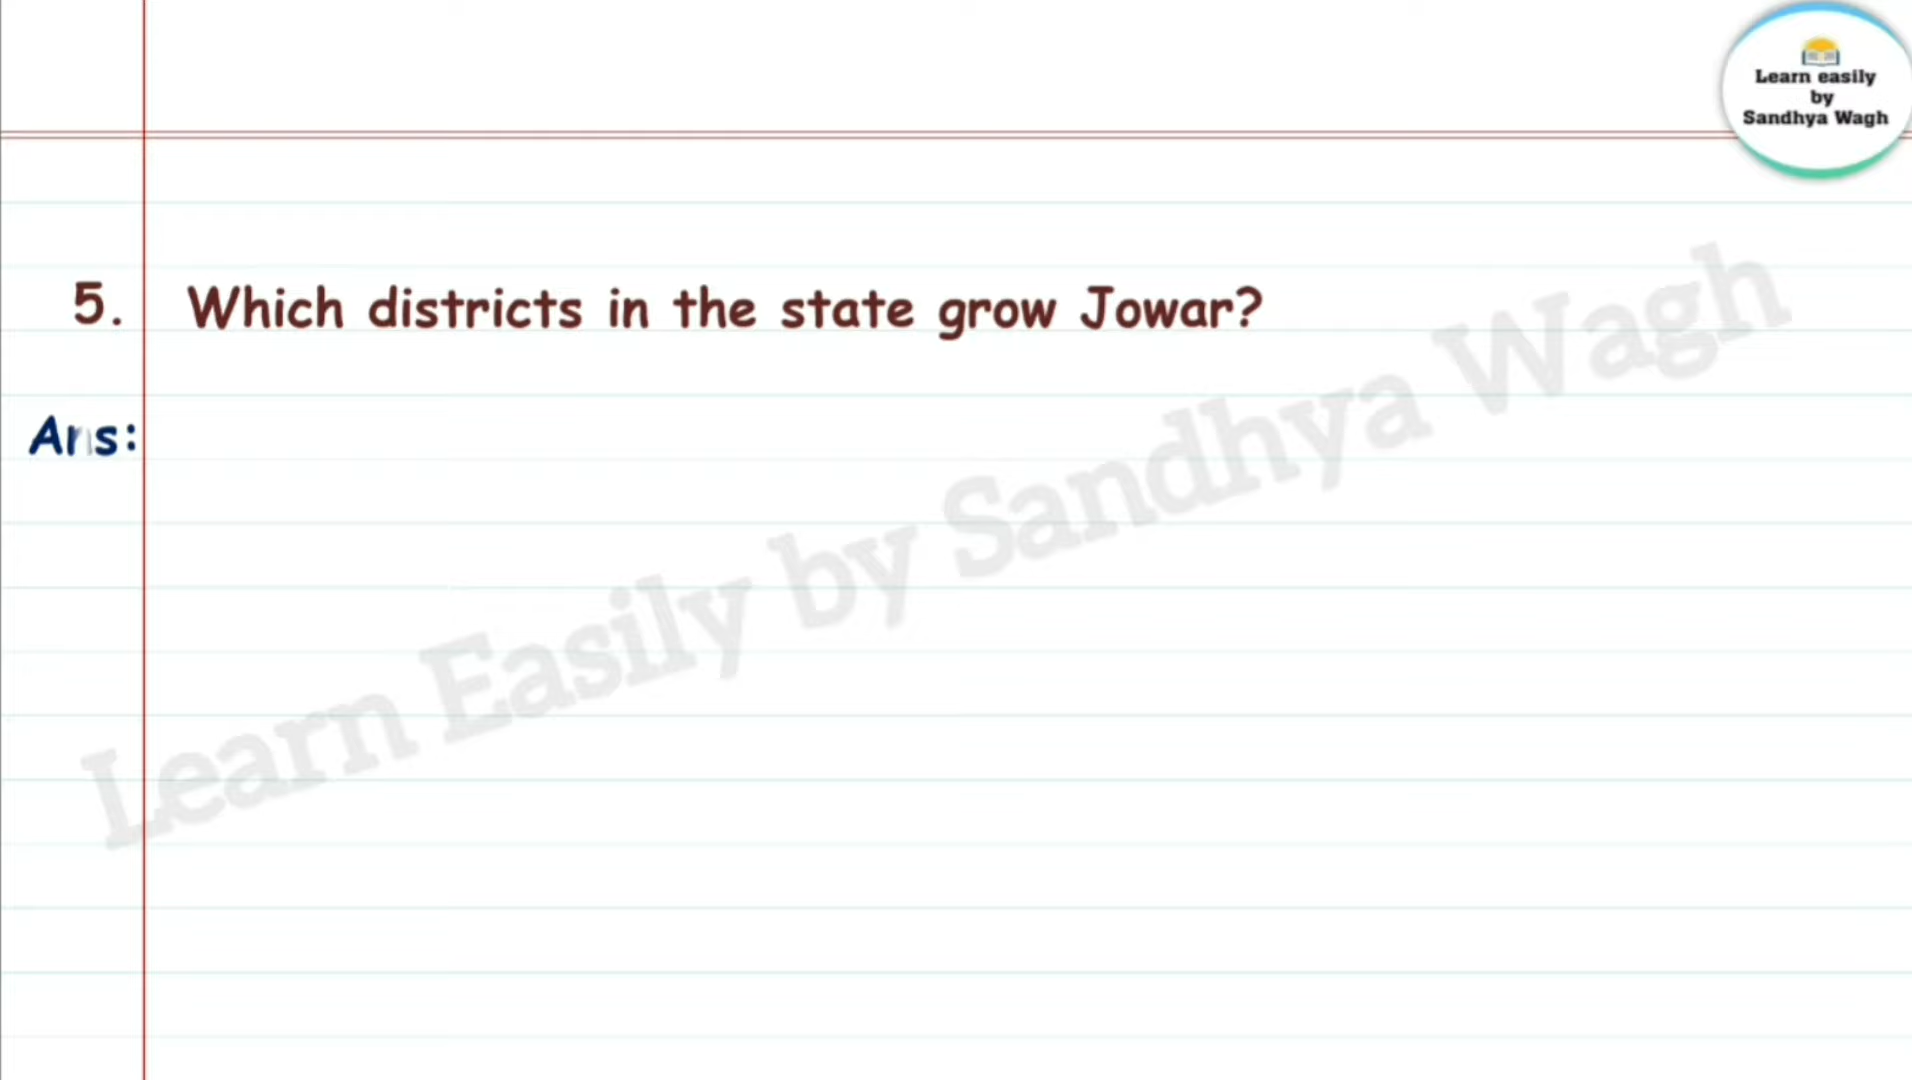 Learn easily
by
Sandhya Wagh
5. Which districts in the state grow Jowar?
Ans:
Learn Easily by Sandhya Wagh